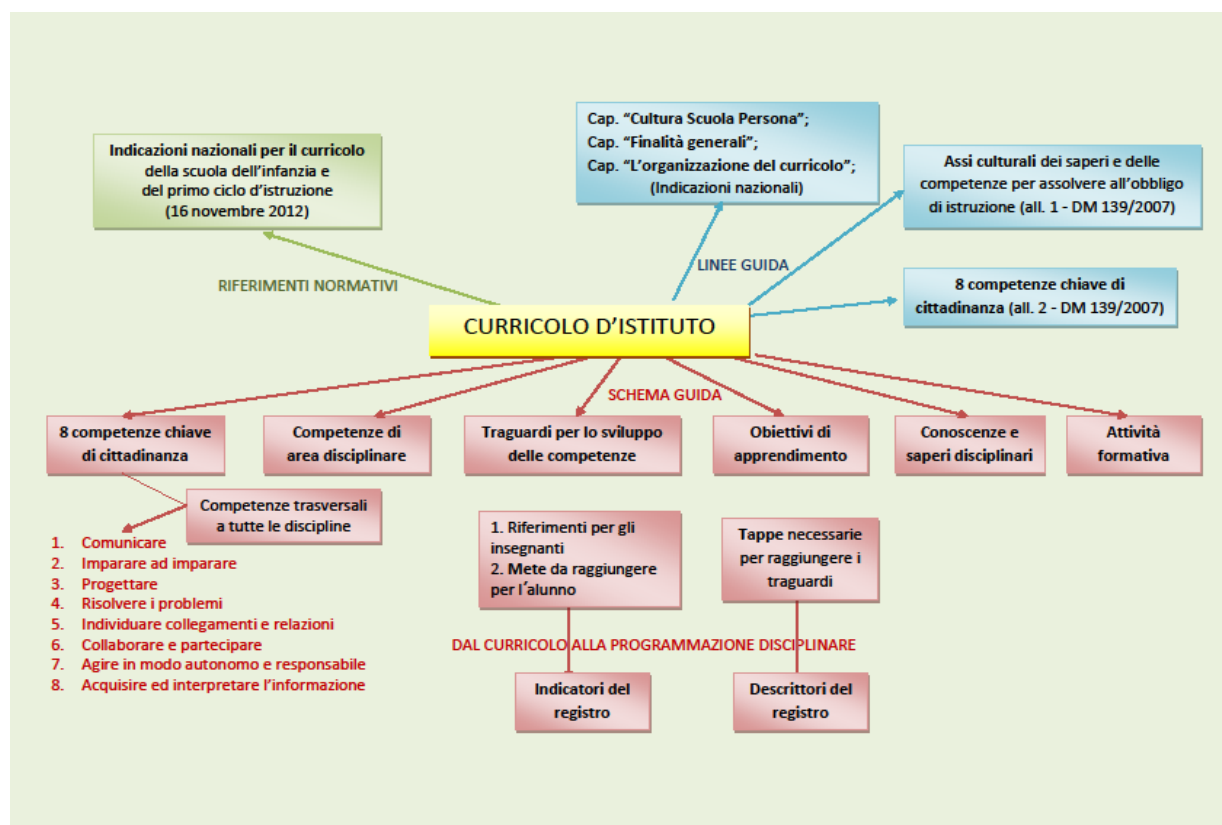 Cap. “Cultura Scuola Persona”;
Cap. “Finalità generali”;
Cap. “L’organizzazione del curricolo”;
(Indicazioni nazionali)
Indicazioni nazionali per il curricolo
della scuola dell’infanzia e
del primo ciclo d’istruzione
(16 novembre 2012)
Assi culturali dei saperi e delle
competenze per assolvere all’obbligo
di istruzione (all. 1 - DM 139/2007)
LINEE GUIDA
RIFERIMENTI NORMATIVI
8 competenze chiave di
cittadinanza (all. 2 - DM 139/2007)
CURRICOLO D’ISTITUTO
SCHEMA GUIDA
8 competenze chiave
di cittadinanza
Competenze di
area disciplinare
Traguardi per lo sviluppo
delle competenze
Obiettivi di
apprendimento
Conoscenze e
saperi disciplinari
Attività
formativa
Competenze trasversali
a tutte le discipline
1. Comunicare
2. Imparare ad imparare
3. Progettare
4. Risolvere i problemi
5. Individuare collegamenti e relazioni
6. Collaborare e partecipare
7. Agire in modo autonomo e responsabile
8. Acquisire ed interpretare l’informazione
1. Riferimenti per gli
insegnanti
2. Mete da raggiungere
per l´alunno
Tappe necessarie
per raggiungere i
traguardi
DAL CURRICOLO ALLA PROGRAMMAZIONE DISCIPLINARE
Indicatori del
registro
Descrittori del
registro